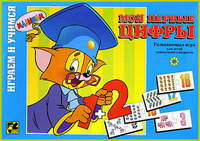 ИГРАЕМ И УЧИМСЯ
МОИ ПЕРВЫЕ
ЦИФРЫ
Развивающая игра
для детей
дошкольного возраста
+2